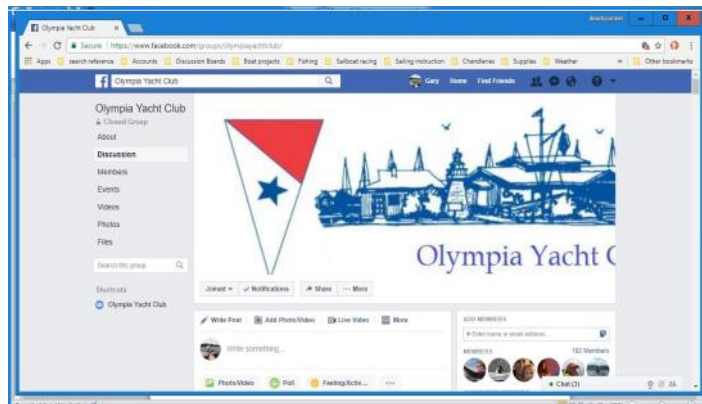 Olympia Yacht Club
Secure | https://www.facebook.com/groups/olympiayachtclub/
Apps search reference Accounts Discussion Boards Boat projects Fishing Sailboat racing Sailing instruction Chandleries Supplies Weather » Other bookmarks
Olympia Yacht Club
Gary Home Find Friends
Olympia Yacht Club
Closed Group
About
Discussion
Members
Events
Videos
Photos
Files
Search this group
Shortcuts
Olympia Yacht Club
Olympia Yacht C
Joined Notifications Share More
Write Post Add Photo/Video Live Video More
Write something...
Photo/Video Poll Feeling/Activ...
ADD MEMBERS
+ Enter name or email address...
MEMBERS 192 Members
Chat (3)